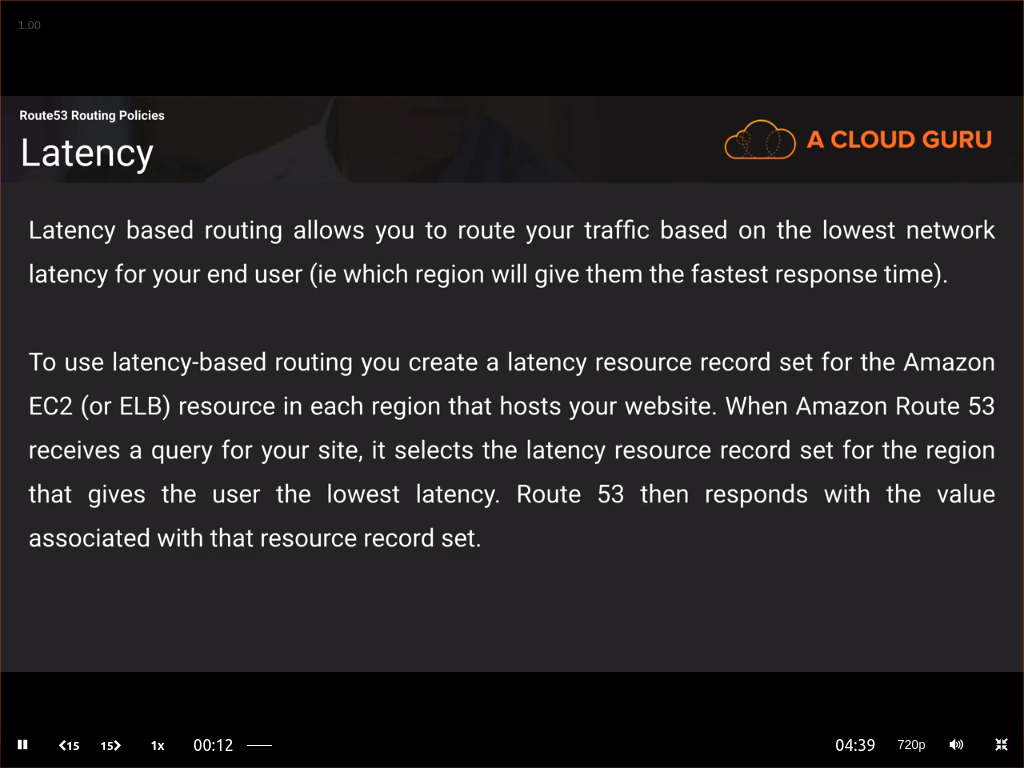 1.00
Route53 Routing Policies
Latency
A CLOUD GURU
Latency based routing allows you to route your traffic based on the lowest network
latency for your end user (ie which region will give them the fastest response time).
To use latency-based routing you create a latency resource record set for the Amazon
EC2 (or ELB) resource in each region that hosts your website. When Amazon Route 53
receives a query for your site, it selects the latency resource record set for the region
that gives the user the lowest latency. Route 53 then responds with the value
associated with that resource record set.
15 15 1x 00:12 04:39 720p